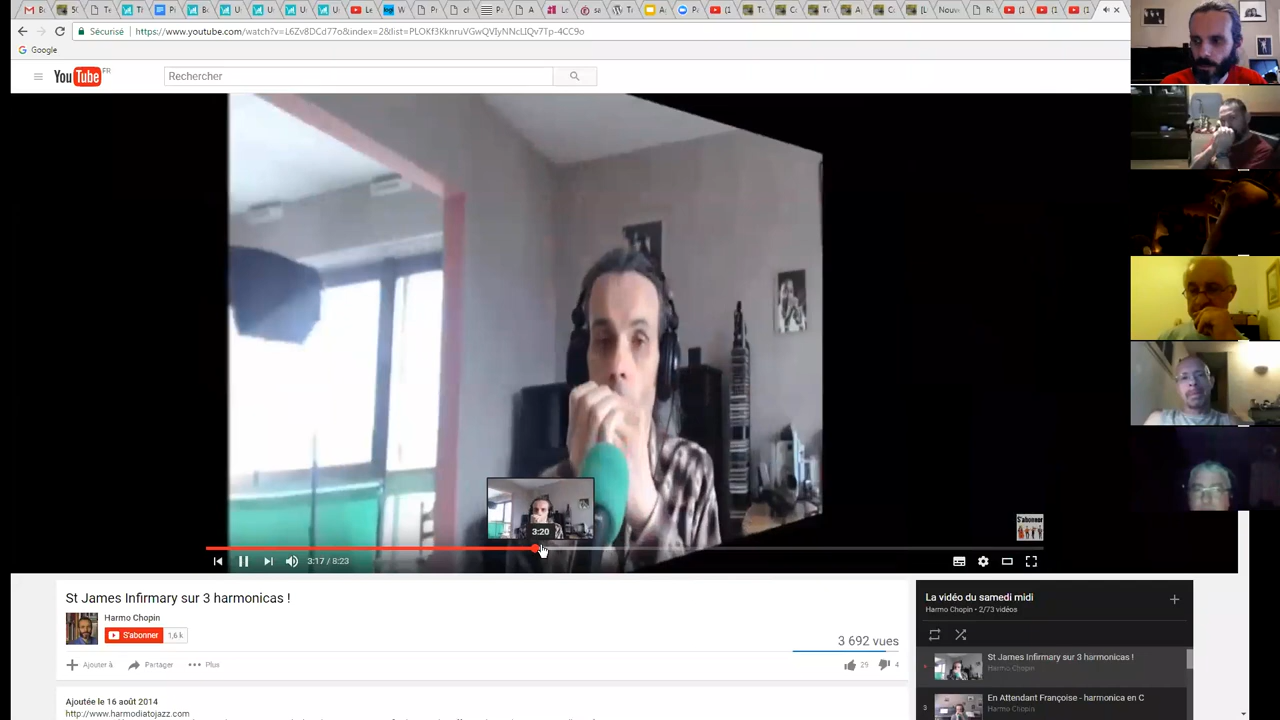 Sécurisé
https://www.youtube.com/watch?v=L6Zv8DCd77o&index=2&list=PLOKf3KknruVGwQVIyNNcLIQv7Tp-4CC9o
Google
YouTube FR
Rechercher
3:20
S'abonner
3:17 / 8:23
St James Infirmary sur 3 harmonicas !
Harmo Chopin
S'abonner 1,6 k
3 692 vues
Ajouter à Partager Plus
29 4
Ajoutée le 16 août 2014
http://www.harmodiatojazz.com
La vidéo du samedi midi
Harmo Chopin - 2/73 vidéos
St James Infirmary sur 3 harmonicas !
Harmo Chopin
3
En Attendant Françoise - harmonica en C
Harmo Chopin